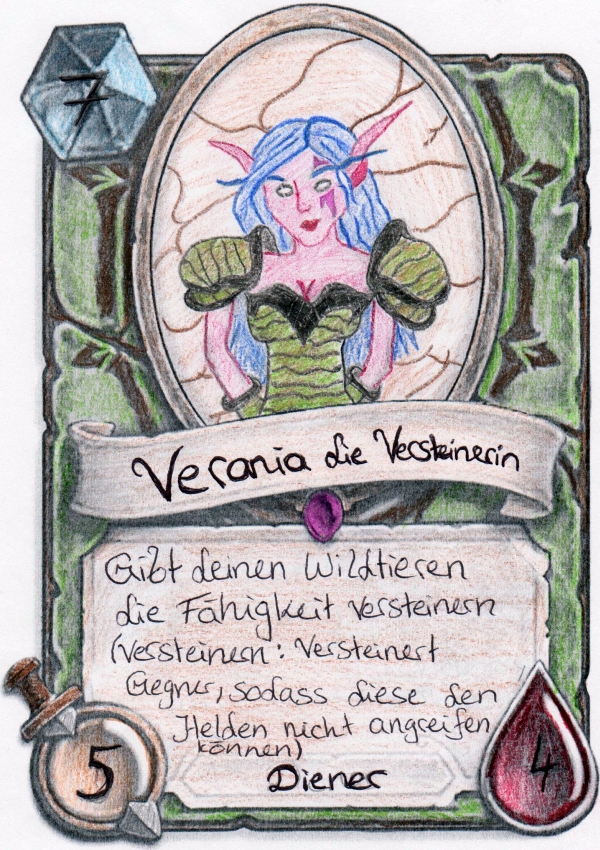 7
Verania die Versteinerin
Gibt deinen Wildtieren
die Fähigkeit versteinern
(Versteinern: Versteinert
Gegner, sodass diese den
Helden nicht angreifen
können)
Diener
5
4